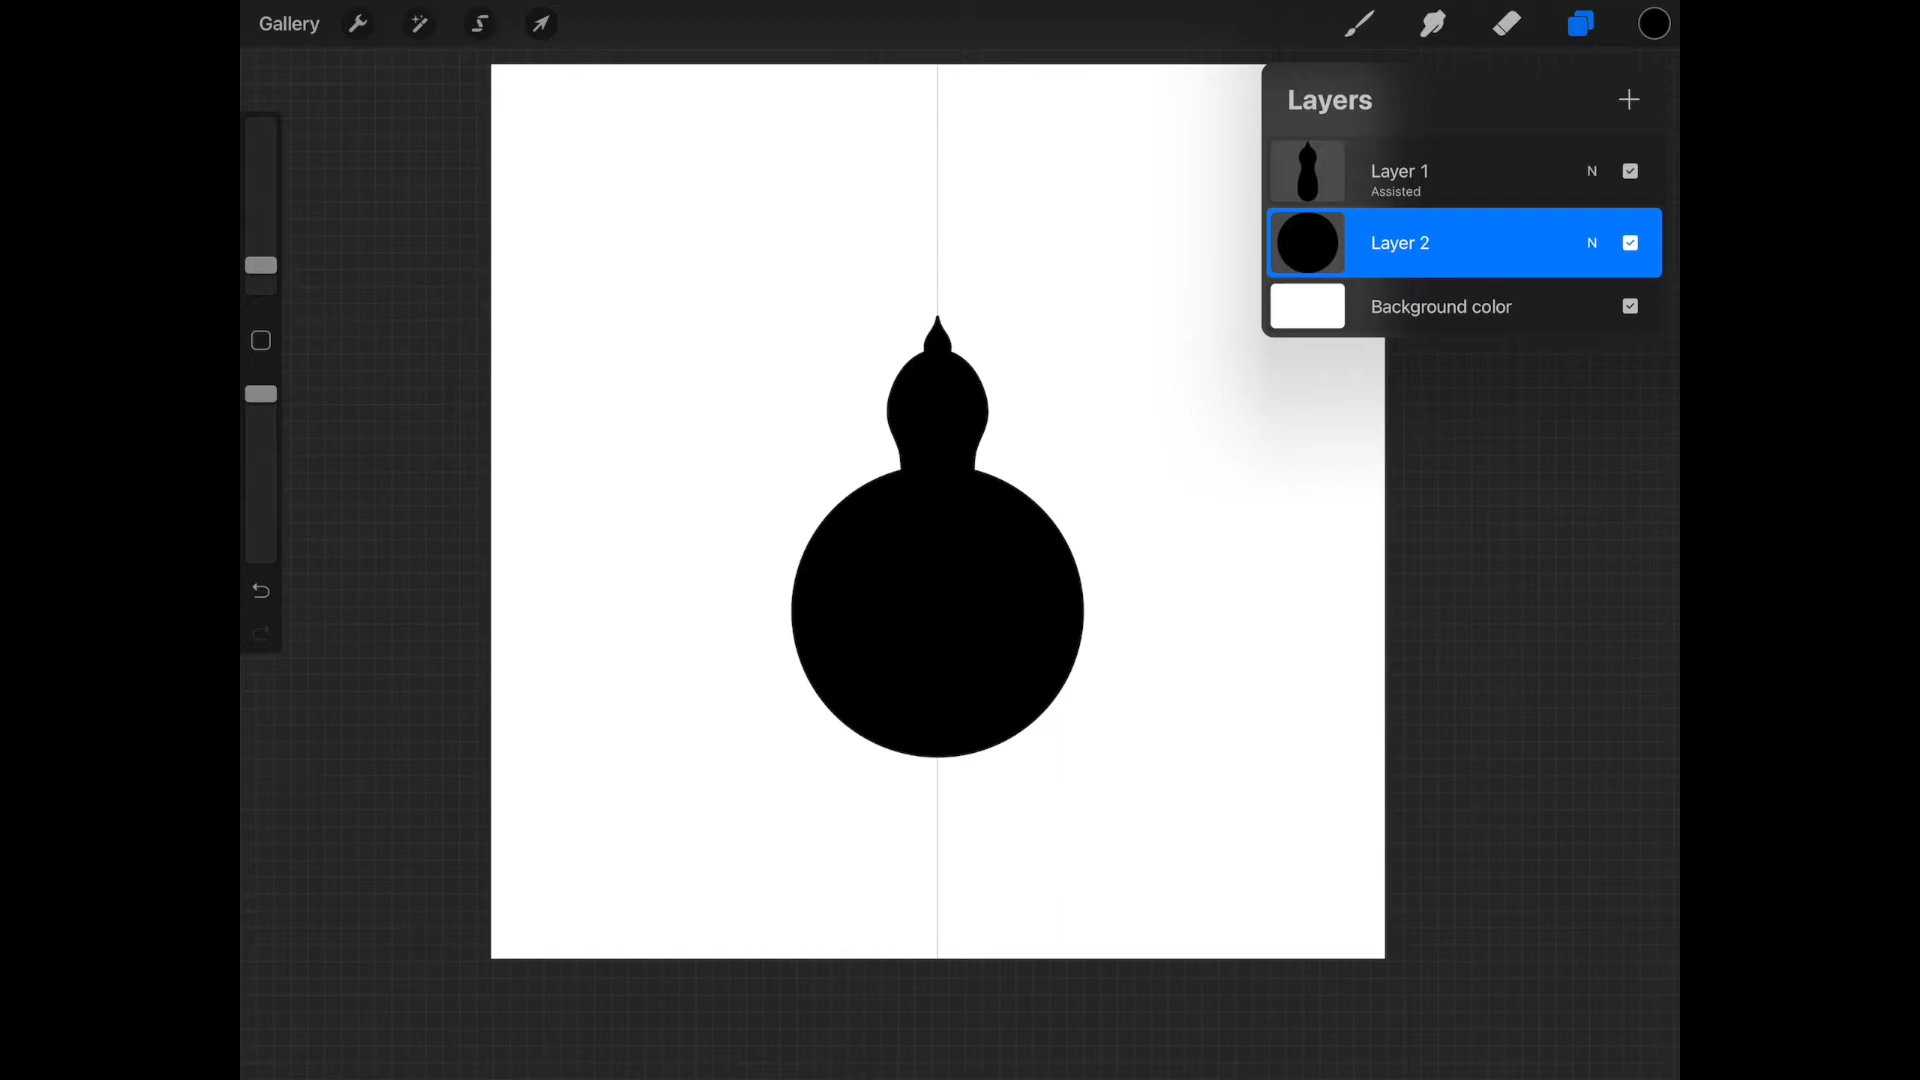 Gallery
Layers
Layer 1
N
Assisted
Layer 2
N
Background color